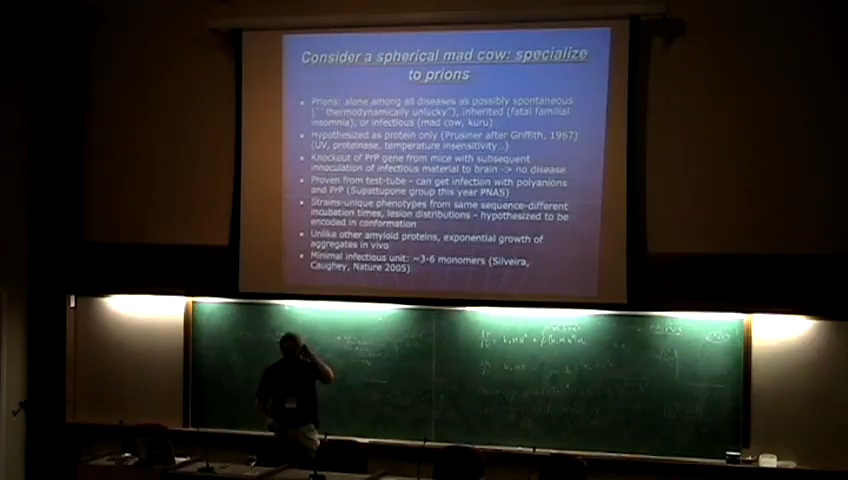 Consider a spherical mad cow: specialize
to prions
Prions: alone among all diseases as possibly spontaneous
(``thermodynamically unlucky"), inherited (fatal familial
insomnia), or infectious (mad cow, kuru)
Hypothesized as protein only (Prusiner after Griffith, 1967)
(UV, proteinase, temperature insensitivity…)
Knockout of PrP gene from mice with subsequent
inoculation of infectious material to brain -> no disease
Proven from test-tube - can get infection with polyanions
and PrP (Supattupone group this year PNAS)
Strains-unique phenotypes from same sequence-different
incubation times, lesion distributions - hypothesized to be
encoded in conformation
Unlike other amyloid proteins, exponential growth of
aggregates in vivo
Minimal infectious unit: ~3-6 monomers (Silveira,
Caughey, Nature 2005)